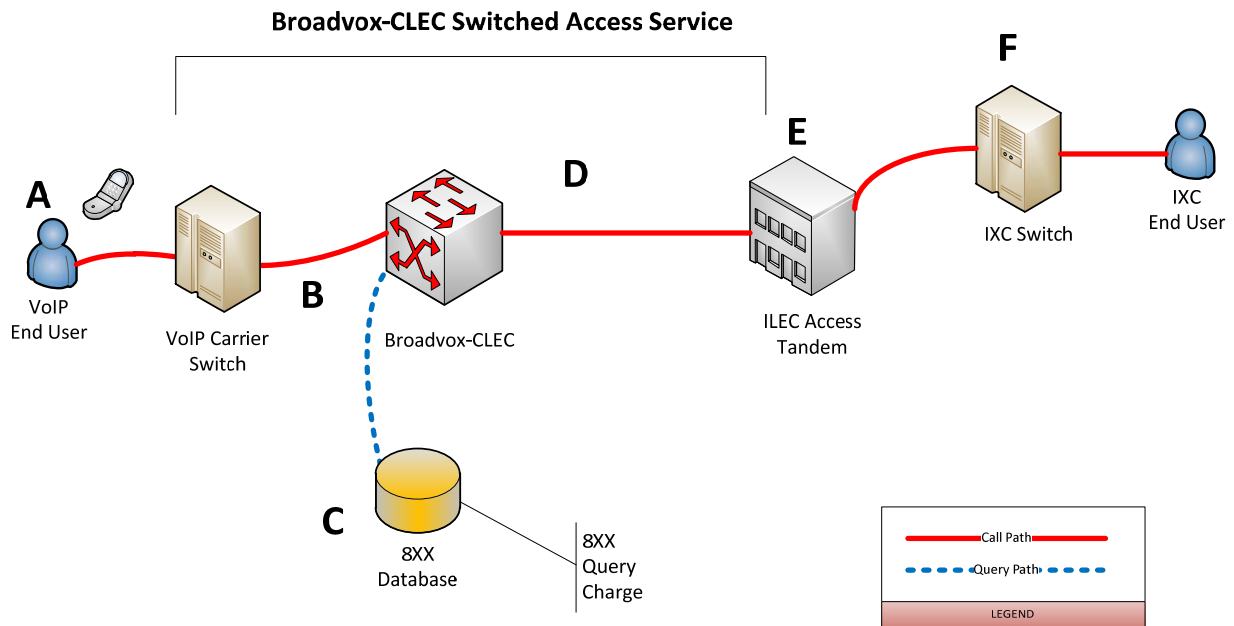 Broadvox-CLEC Switched Access Service
F
E
D
A
IXC
End User
IXC Switch
B
VoIP
End User
VoIP Carrier
Switch
Broadvox-CLEC
ILEC Access
Tandem
C
8XX
Database
8XX
Query
Charge
Call Path
Query Path
LEGEND